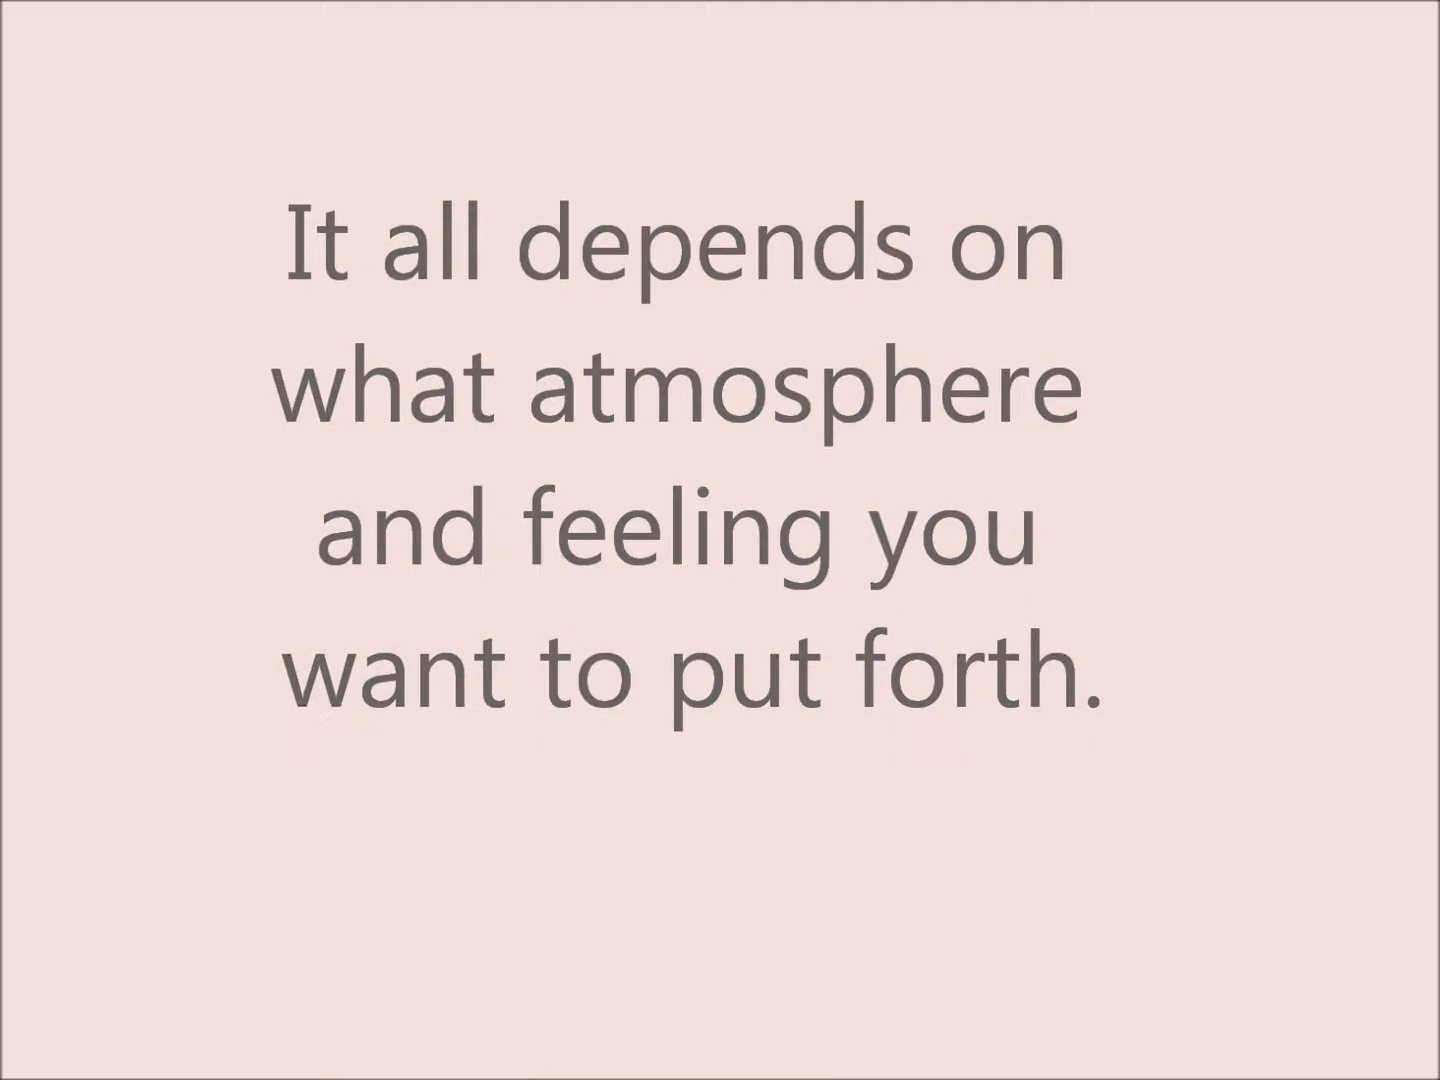 It all depends on
what atmosphere
and feeling you
want to put forth.